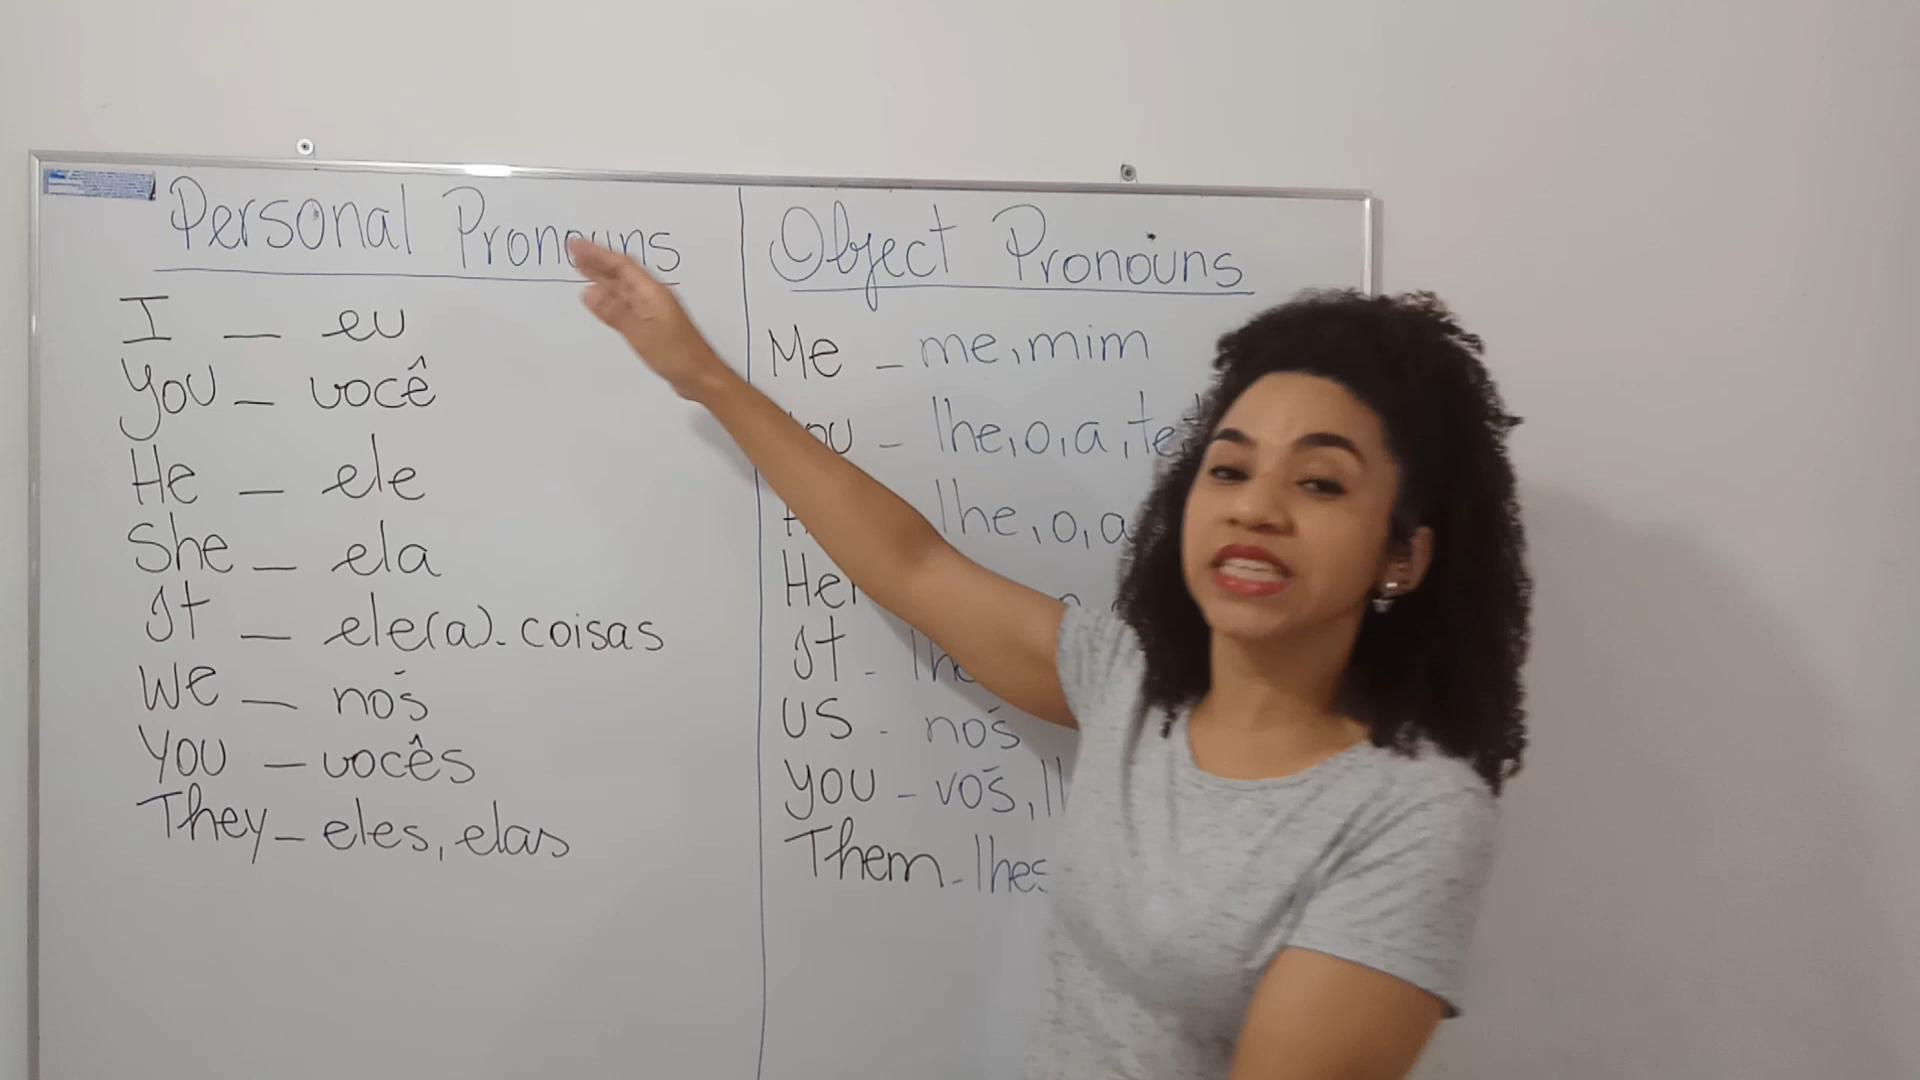 Personal Pronouns
I _ eu
You _ você
He _ ele
She _ ela
It _ ele(a). coisas
We _ nós
You _ vocês
They _ eles, elas
Object Pronouns
Me _ me, mim
_ lhe, o, a, te,
lhe, o, a
It -
US - nós
you - vós,
Them -